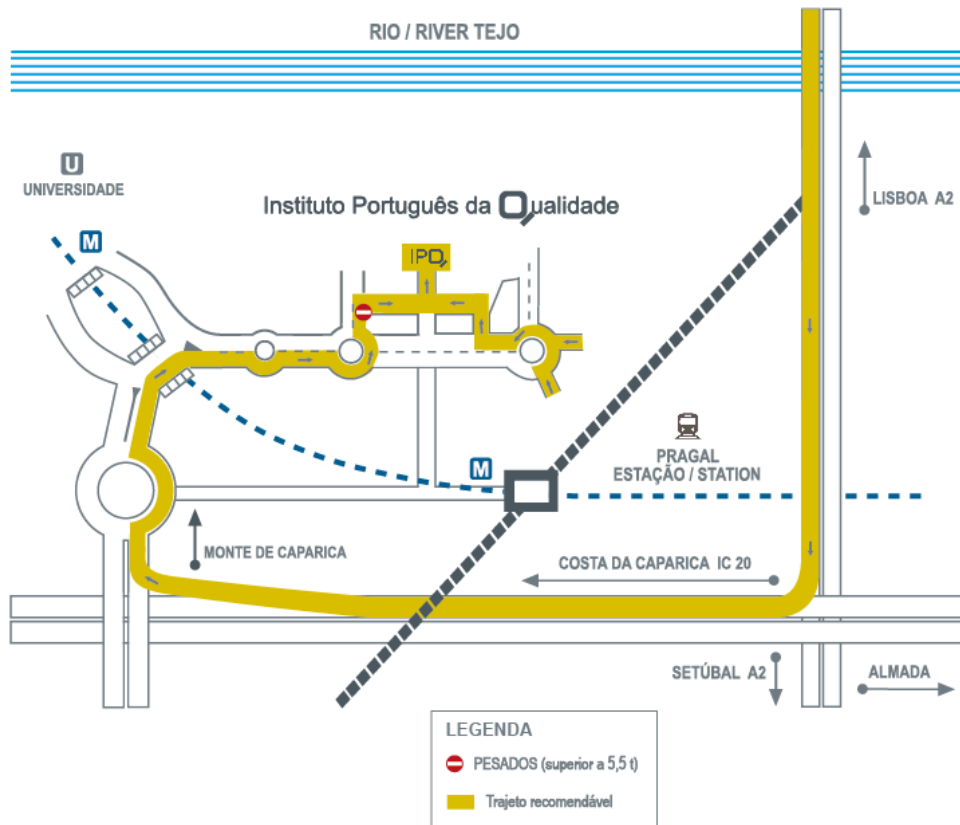 RIO / RIVER TEJO
U
UNIVERSIDADE
LISBOA A2
Instituto Português da Qualidade
M
IPQ
PRAGAL
ESTAÇÃO / STATION
M
MONTE DE CAPARICA
COSTA DA CAPARICA IC 20
SETÚBAL A2
ALMADA
LEGENDA
PESADOS (superior a 5,5 t)
Trajeto recomendável